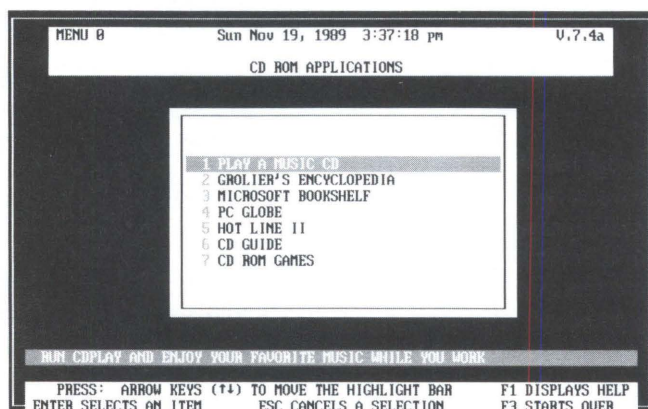 MENU 0 Sun Nov 19, 1989 3:37:18 pm V.7.4a
CD ROM APPLICATIONS
1 PLAY A MUSIC CD
2 GROLIER'S ENCYCLOPEDIA
3 MICROSOFT BOOKSHELF
4 PC GLOBE
5 HOT LINE II
6 CD GUIDE
7 CD ROM GAMES
RUN CDPLAY AND ENJOY YOUR FAVORITE MUSIC WHILE YOU WORK
PRESS: ARROW KEYS (↑↓) TO MOVE THE HIGHLIGHT BAR F1 DISPLAYS HELP
ENTER SELECTS AN ITEM ESC CANCELS A SELECTION F3 STARTS OVER